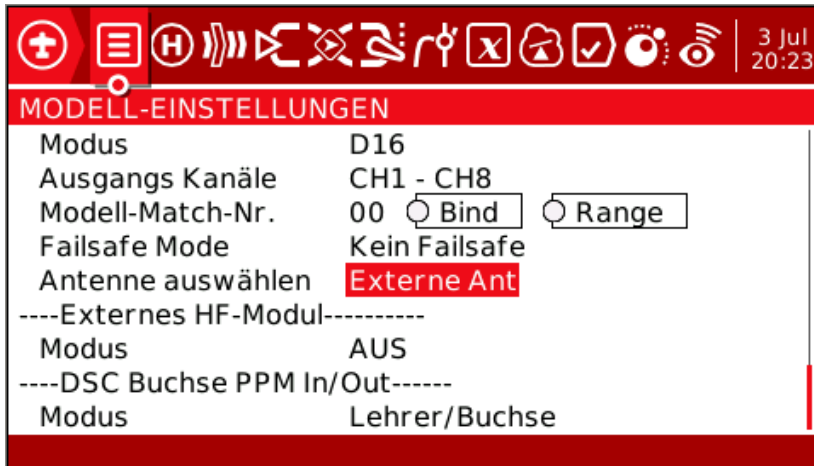 H x 3 Jul
20:23
MODELL-EINSTELLUNGEN
Modus D16
Ausgangs Kanäle CH1 - CH8
Modell-Match-Nr. 00 Bind Range
Failsafe Mode Kein Failsafe
Antenne auswählen Externe Ant
----Externes HF-Modul----------
Modus AUS
----DSC Buchse PPM In/Out------
Modus Lehrer/Buchse